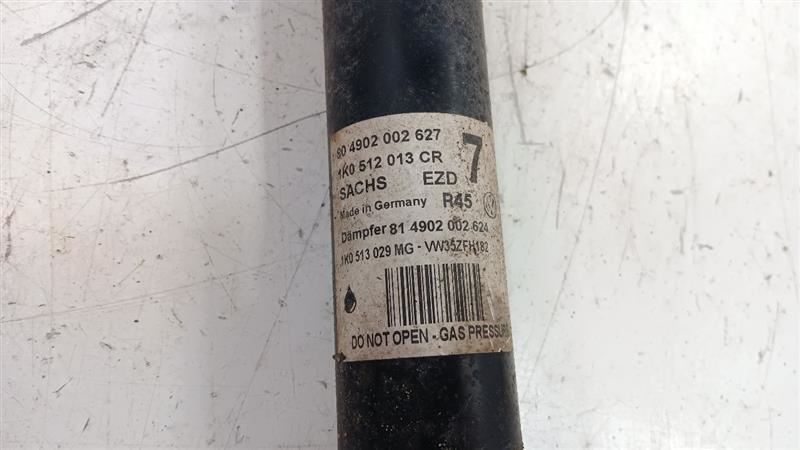 80 4902 002 627
1K0 512 013 CR 7
SACHS EZD
Made in Germany R45
Dämpfer 81 4902 002 624
1K0 513 029 MG - VW35ZFH182
DO NOT OPEN - GAS PRESSURE